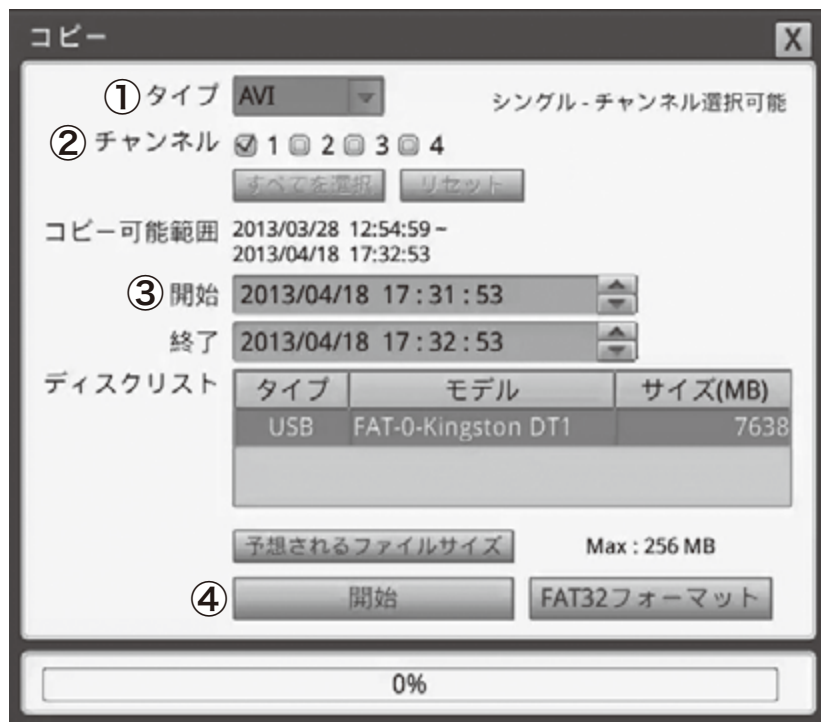 コピー X
① タイプ AVI シングル - チャンネル選択可能
② チャンネル 1 2 3 4
すべてを選択 リセット
コピー可能範囲 2013/03/28 12:54:59 ~
2013/04/18 17:32:53
③ 開始 2013/04/18 17 : 31 : 53
終了 2013/04/18 17 : 32 : 53
ディスクリスト タイプ モデル サイズ(MB)
USB FAT-0-Kingston DT1 7638
予想されるファイルサイズ Max : 256 MB
④ 開始 FAT32フォーマット
0%